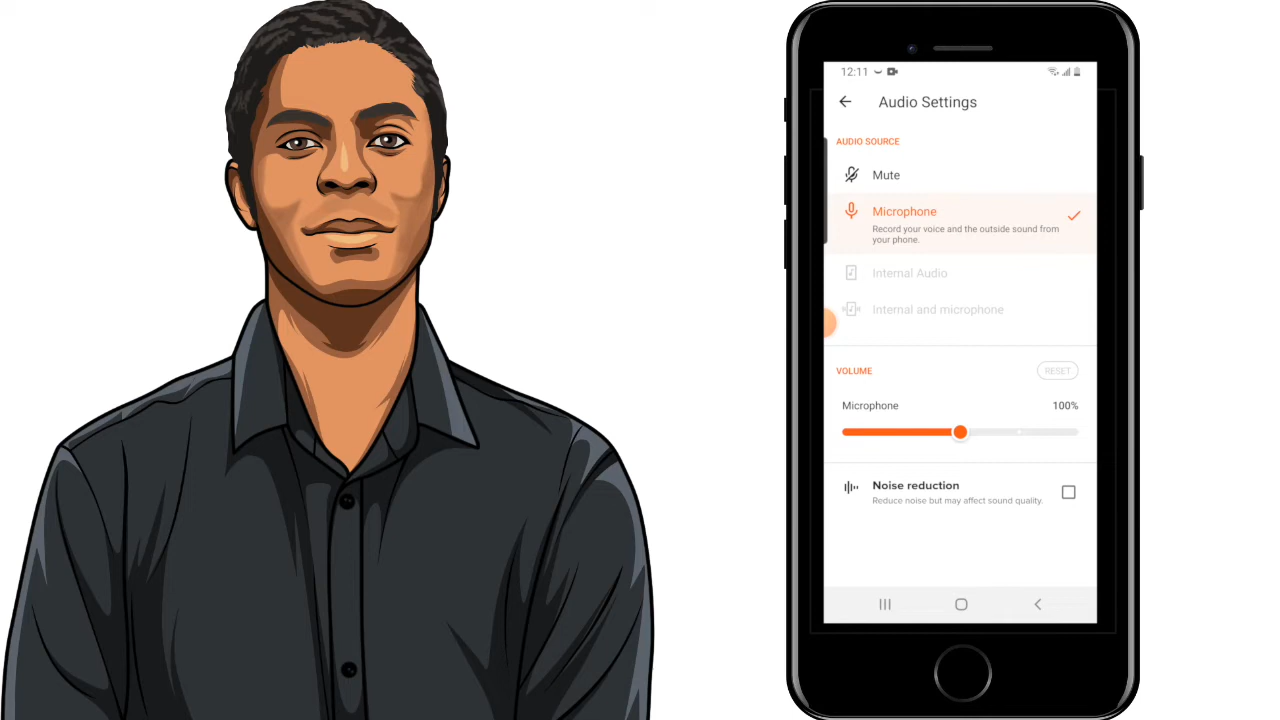 12:11
Audio Settings
AUDIO SOURCE
Mute
Microphone
Record your voice and the outside sound from
your phone.
Internal Audio
Internal and microphone
VOLUME
RESET
Microphone
100%
Noise reduction
Reduce noise but may affect sound quality.